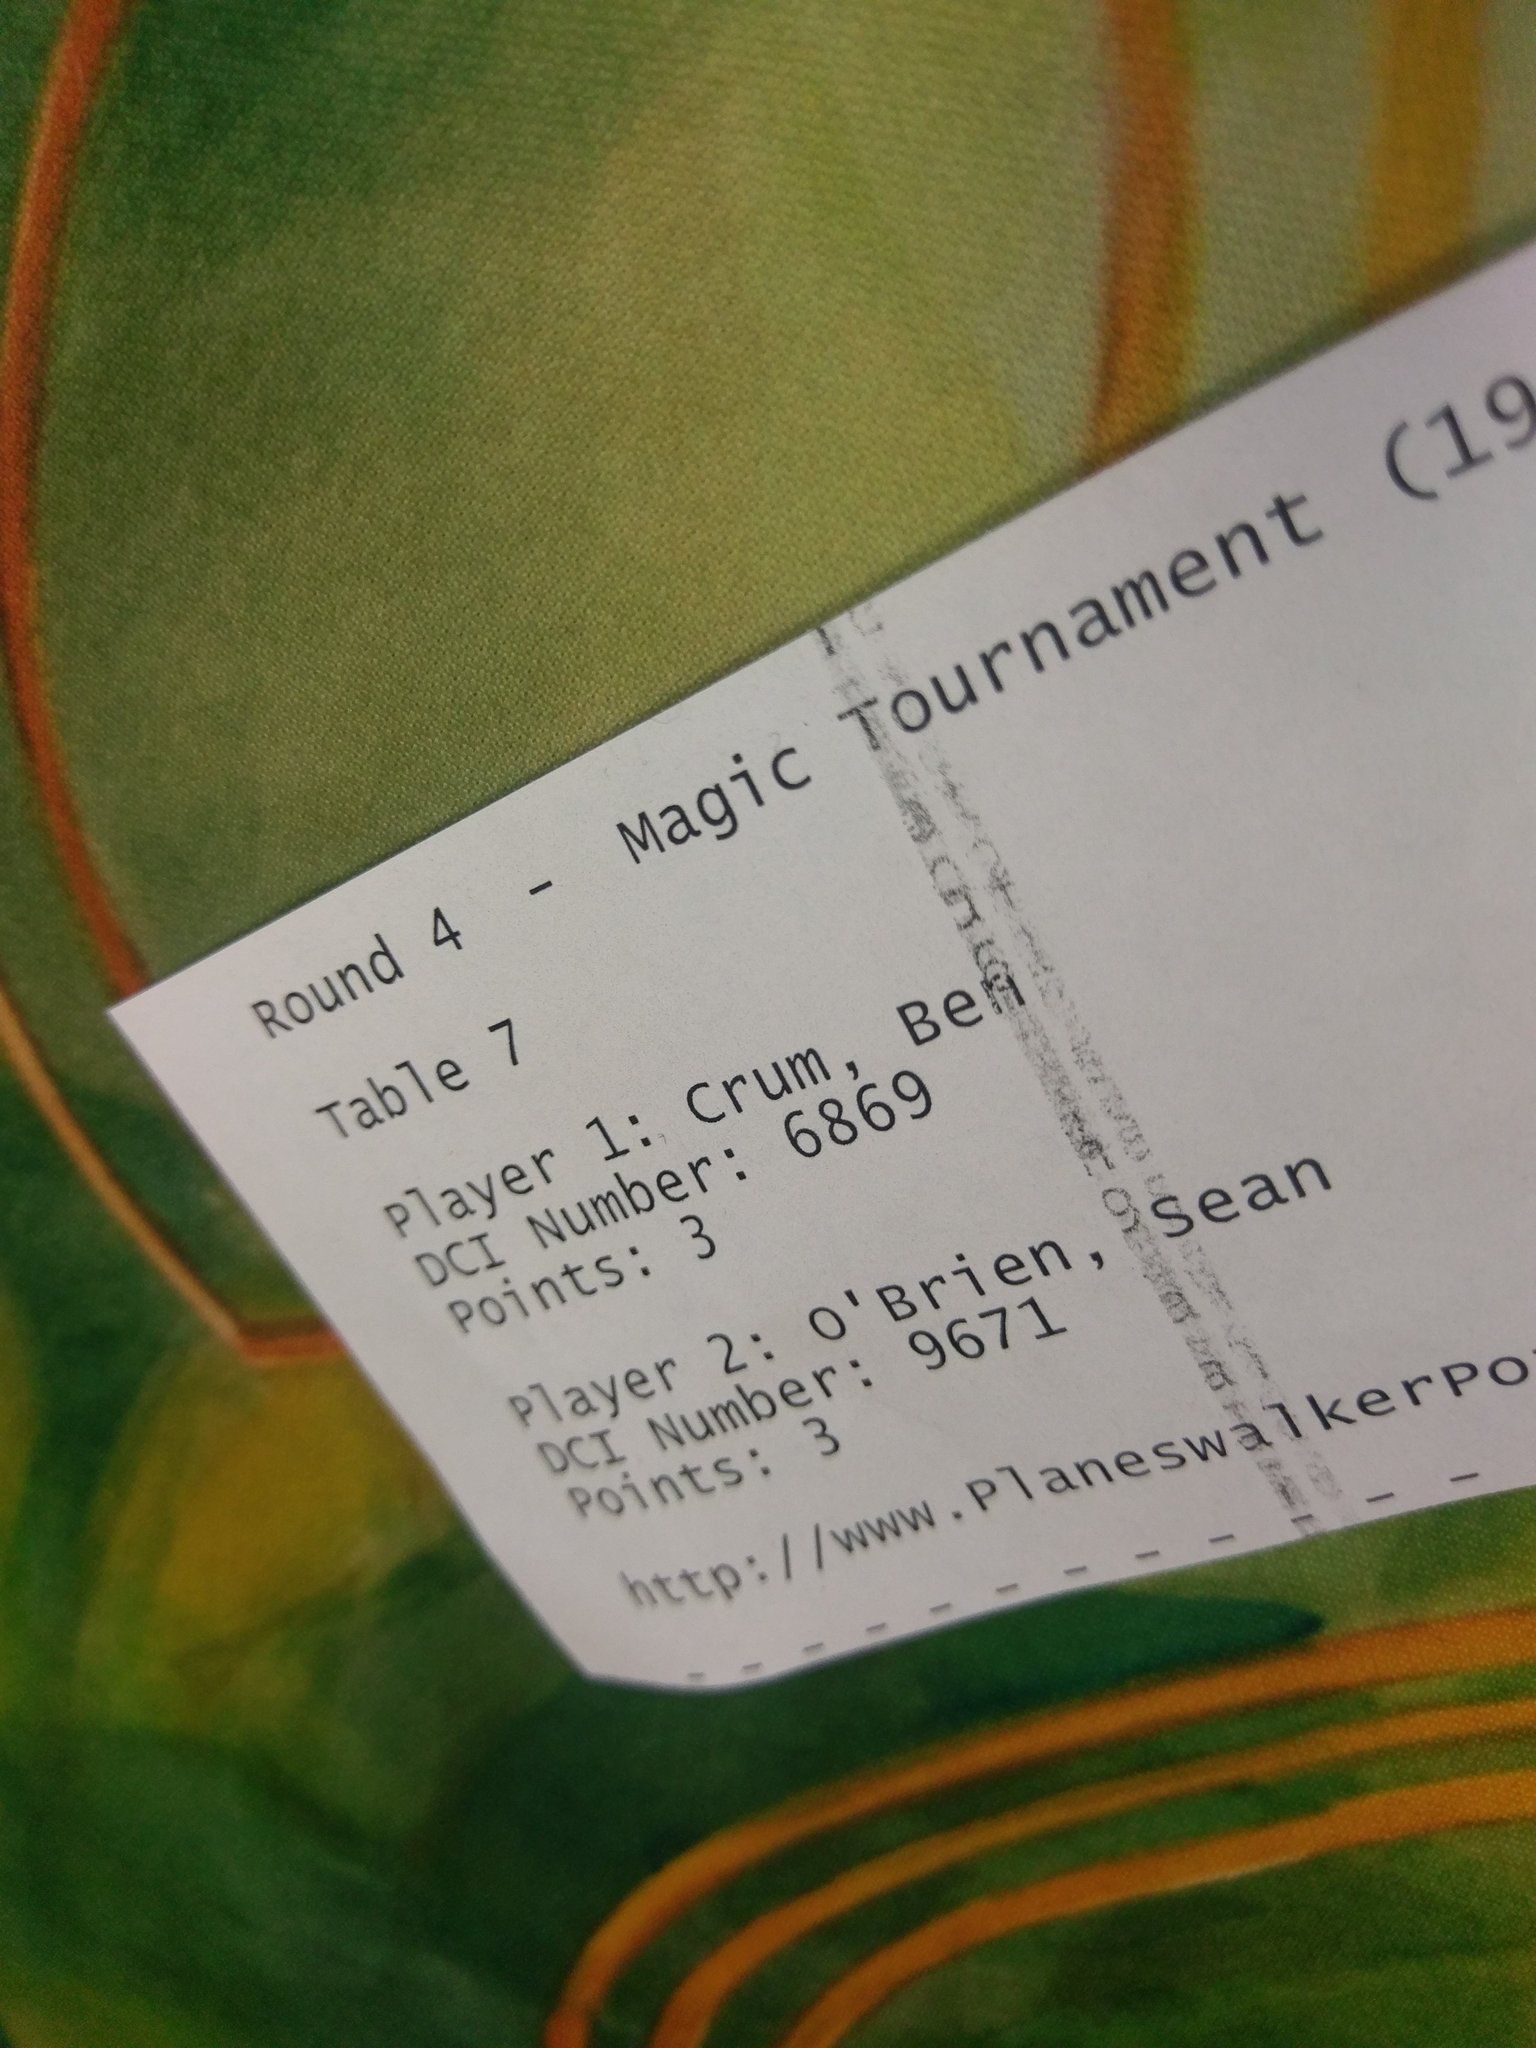 Round 4 - Magic Tournament (19
Table 7
Player 1: Crum, Ben
DCI Number: 6869
Points: 3
Player 2: O'Brien, Sean
DCI Number: 9671
Points: 3
http://www.PlaneswalkerPo
- - - - - - - - - - -